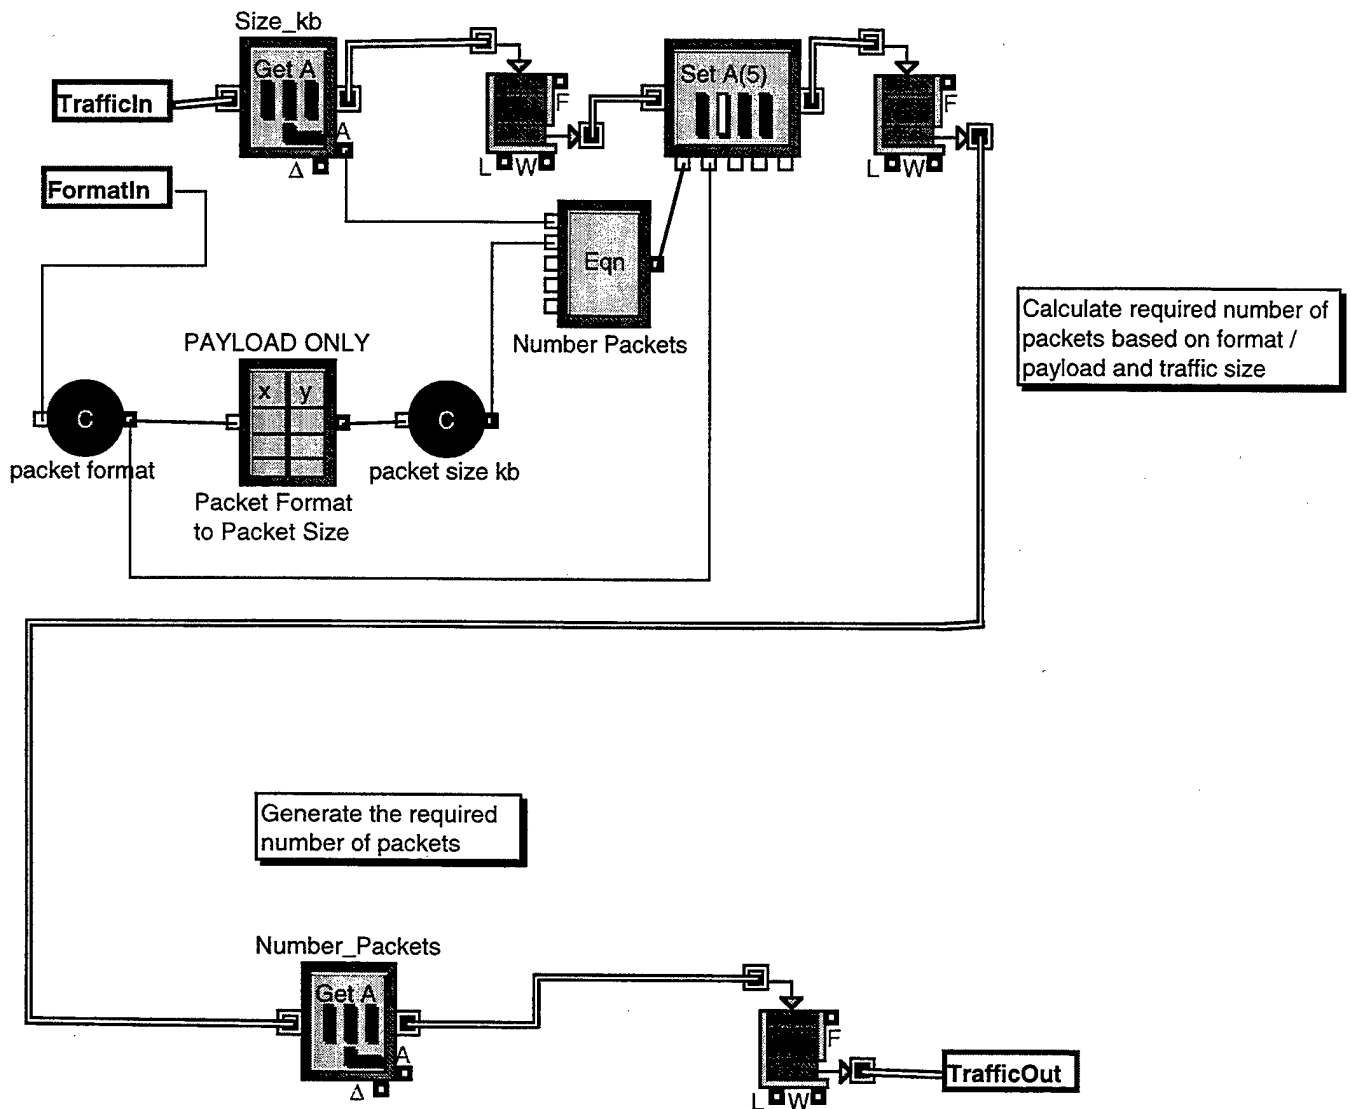 Size_kb
Get A
TrafficIn
A
Δ
F
L W
Set A(5)
F
L W
FormatIn
Eqn
Number Packets
Calculate required number of
packets based on format /
payload and traffic size
PAYLOAD ONLY
x y
C
C
packet format
packet size kb
Packet Format
to Packet Size
Generate the required
number of packets
Number_Packets
Get A
A
Δ
F
L W
TrafficOut